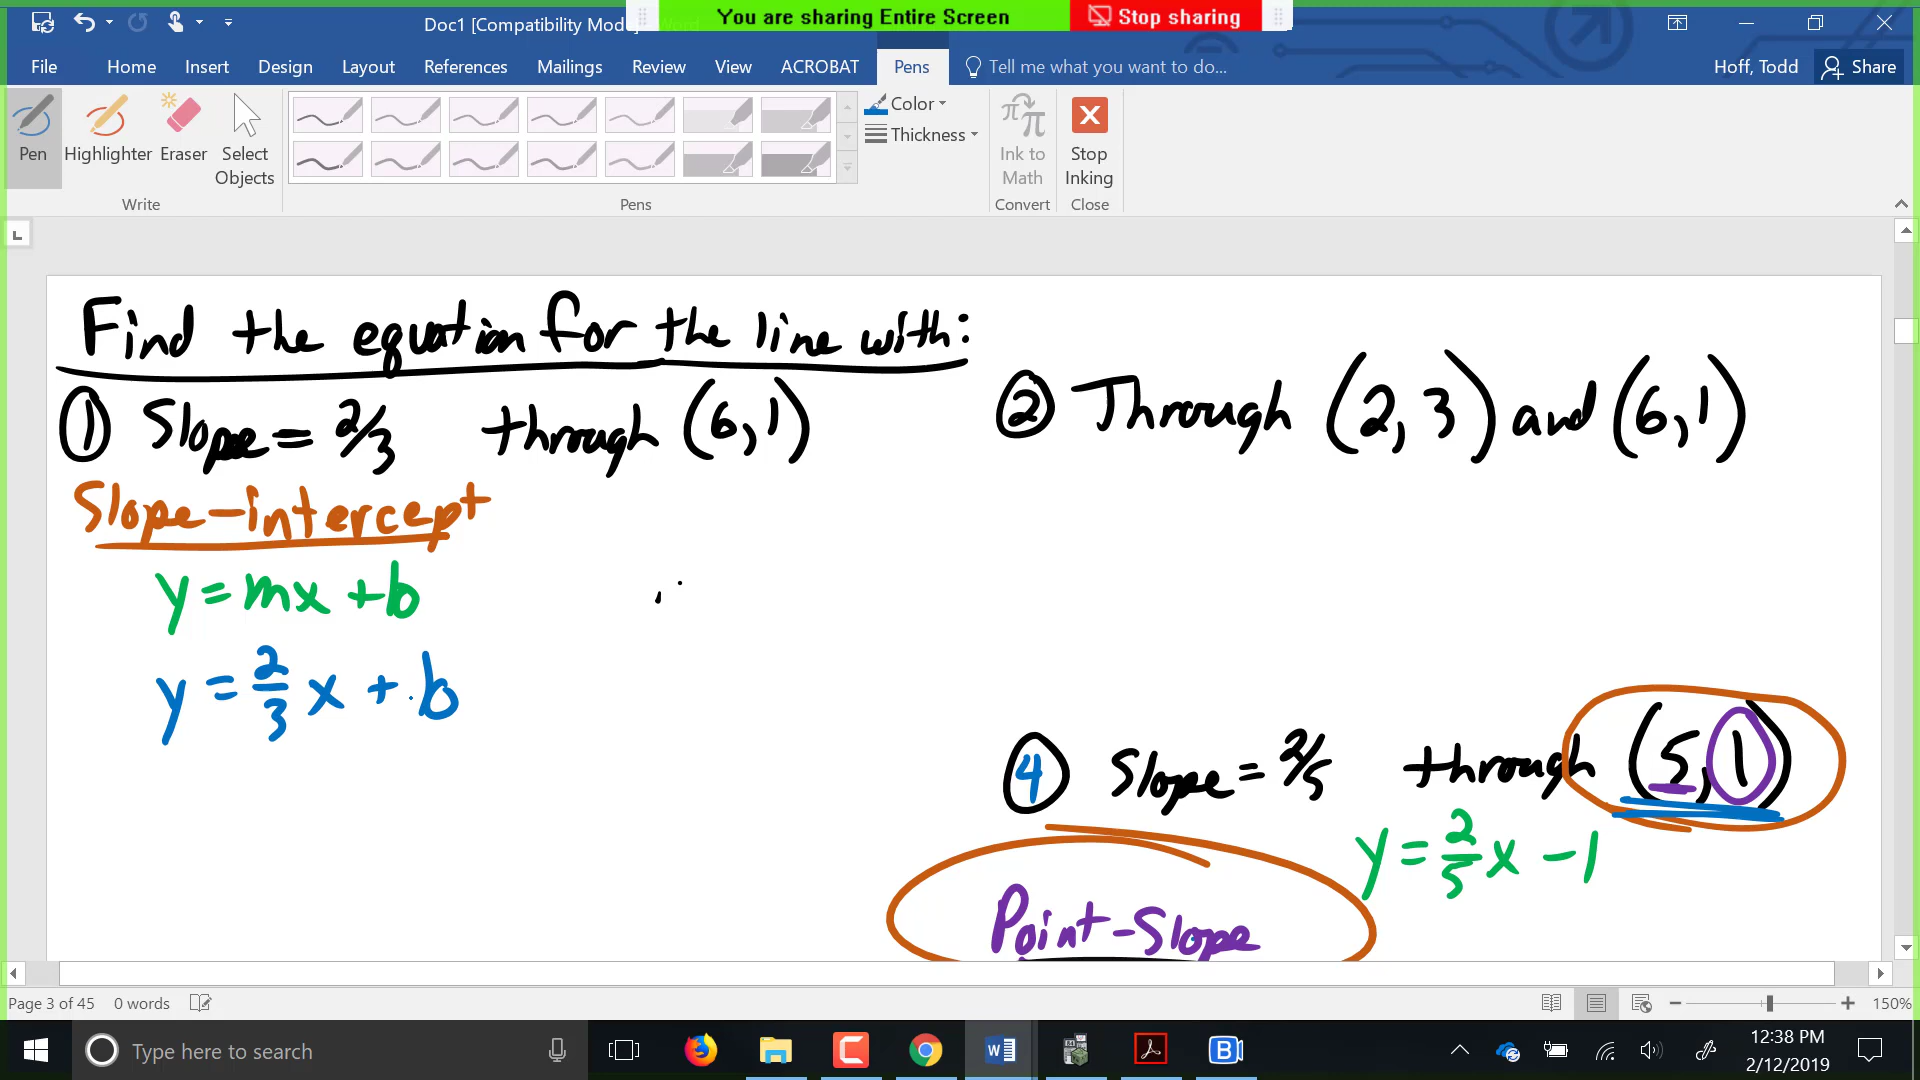 You are sharing Entire Screen
Stop sharing
Doc1 [Compatibility Mod
File Home Insert Design Layout References Mailings Review View ACROBAT Pens Tell me what you want to do... Hoff, Todd Share
Pen Highlighter Eraser Select Objects
Write
Pens
Color
Thickness
Ink to Math
Convert
Stop Inking
Close
Find the equation for the line with:
① Slope = 2/3 through (6,1)
② Through (2,3) and (6,1)
Slope-intercept
y = mx + b
y = 2/3 x + b
④ Slope = 2/5 through (5,1)
y = 2/5 x - 1
Point-Slope
Page 3 of 45 0 words
150%
Type here to search
12:38 PM
2/12/2019